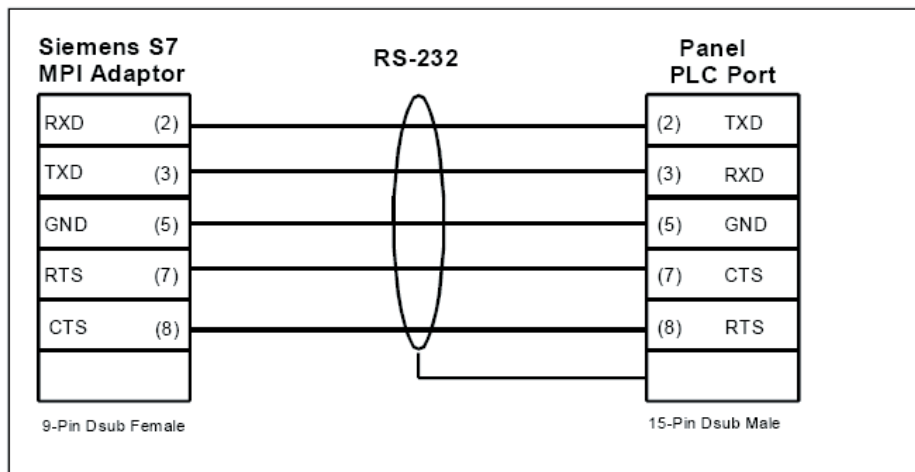 Siemens S7
MPI Adaptor
RS-232
Panel
PLC Port
RXD (2)
(2) TXD
TXD (3)
(3) RXD
GND (5)
(5) GND
RTS (7)
(7) CTS
CTS (8)
(8) RTS
9-Pin Dsub Female
15-Pin Dsub Male